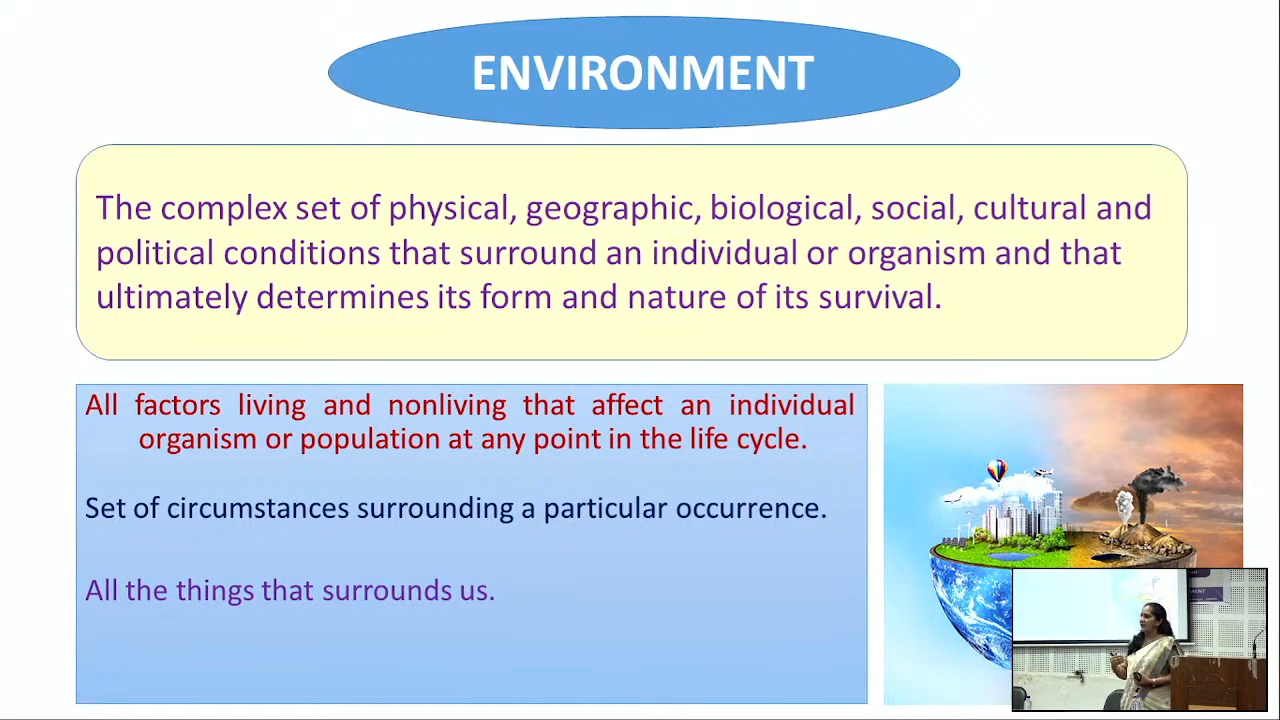 ENVIRONMENT
The complex set of physical, geographic, biological, social, cultural and
political conditions that surround an individual or organism and that
ultimately determines its form and nature of its survival.
All factors living and nonliving that affect an individual
organism or population at any point in the life cycle.
Set of circumstances surrounding a particular occurrence.
All the things that surrounds us.